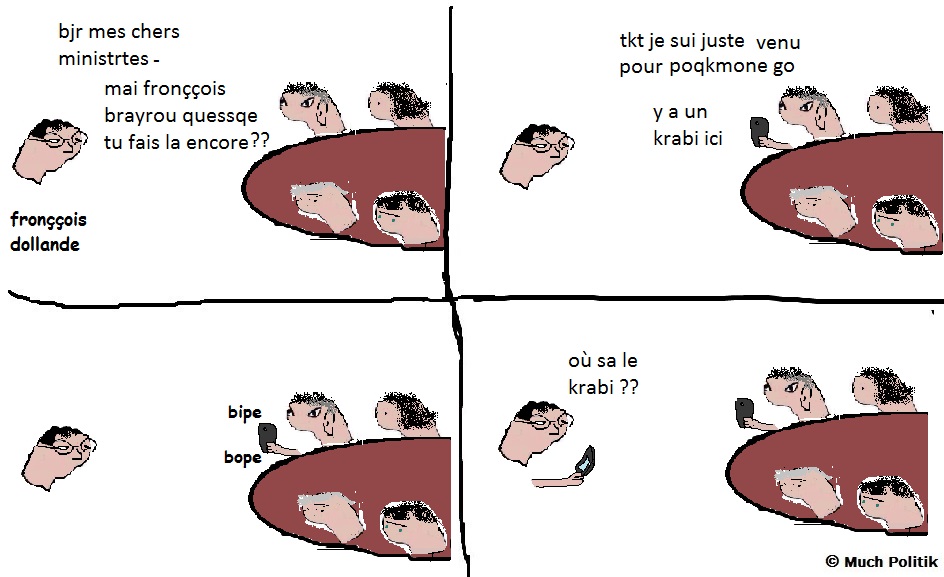 bjr mes chers
ministrtes -
mai fronççois
brayrou quessqe
tu fais la encore??
fronççois
dollande
tkt je sui juste venu
pour poqkmone go
y a un
krabi ici
bipe
bope
où sa le
krabi ??
© Much Politik